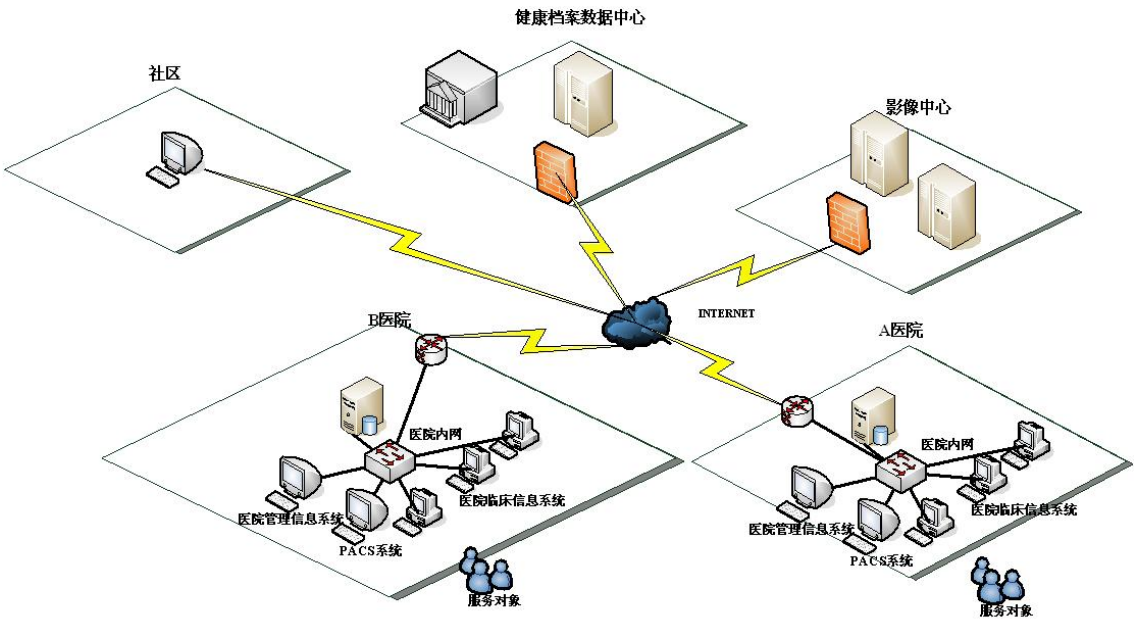 健康档案数据中心
社区
影像中心
INTERNET
B医院
A医院
医院内网
医院临床信息系统
医院管理信息系统
PACS系统
服务对象
医院内网
医院临床信息系统
医院管理信息系统
PACS系统
服务对象